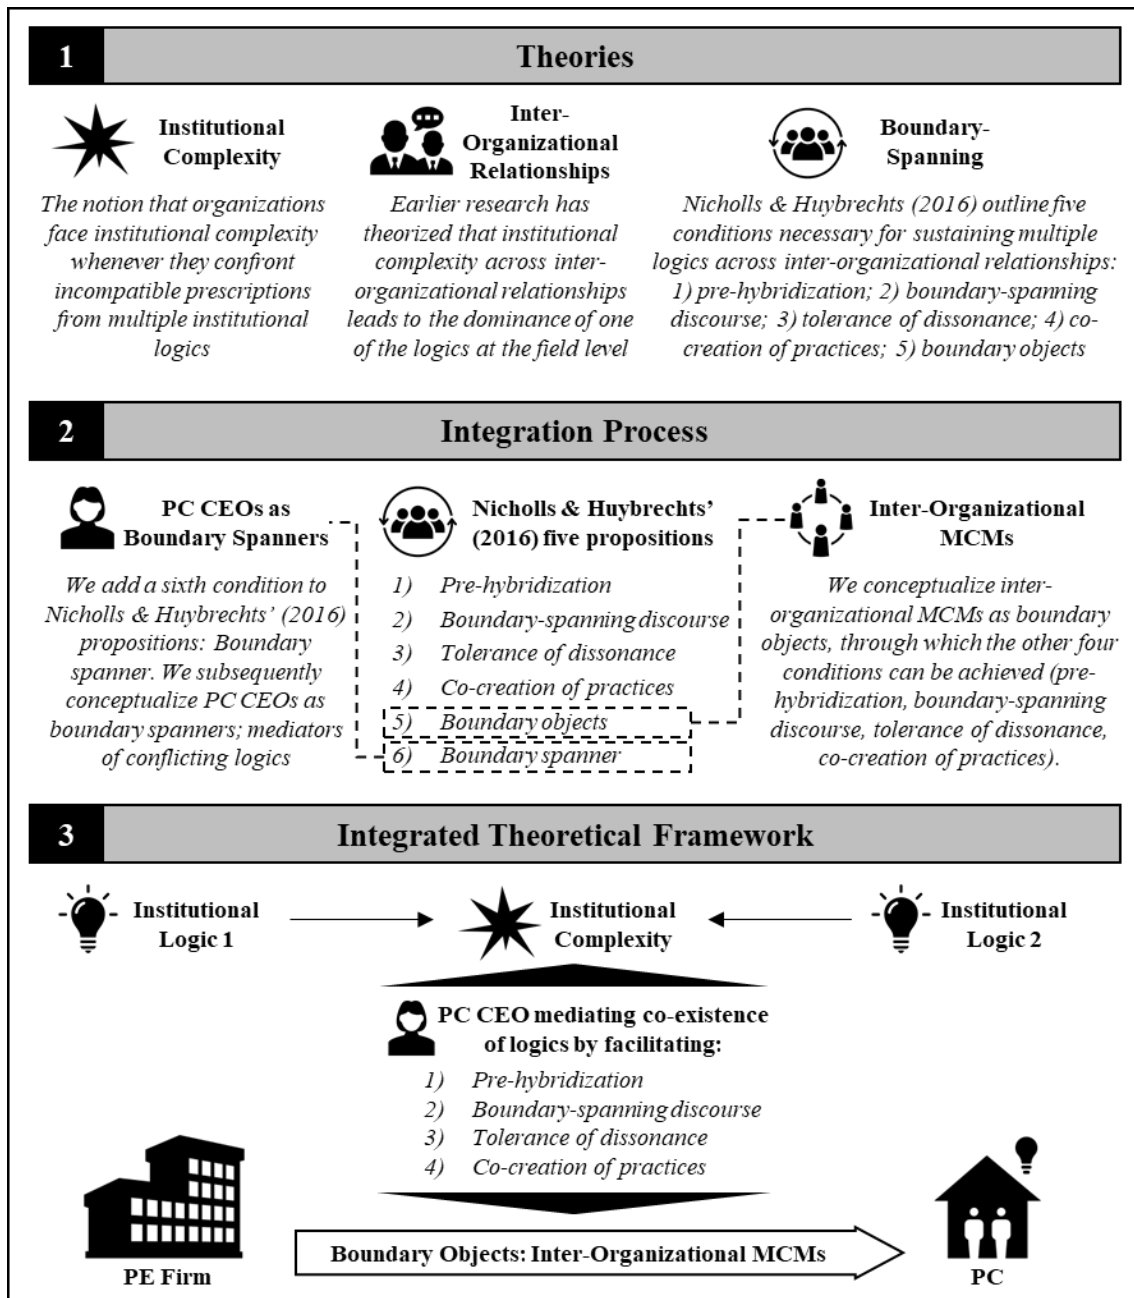 1
Theories
Institutional
Complexity
The notion that organizations
face institutional complexity
whenever they confront
incompatible prescriptions
from multiple institutional
logics
Inter-
Organizational
Relationships
Earlier research has
theorized that institutional
complexity across inter-
organizational relationships
leads to the dominance of one
of the logics at the field level
Boundary-
Spanning
Nicholls & Huybrechts (2016) outline five
conditions necessary for sustaining multiple
logics across inter-organizational relationships:
1) pre-hybridization; 2) boundary-spanning
discourse; 3) tolerance of dissonance; 4) co-
creation of practices; 5) boundary objects
2
Integration Process
PC CEOs as
Boundary Spanners
We add a sixth condition to
Nicholls & Huybrechts' (2016)
propositions: Boundary
spanner. We subsequently
conceptualize PC CEOs as
boundary spanners; mediators
of conflicting logics
Nicholls & Huybrechts'
(2016) five propositions
1) Pre-hybridization
2) Boundary-spanning discourse
3) Tolerance of dissonance
4) Co-creation of practices
5) Boundary objects
6) Boundary spanner
Inter-Organizational
MCMs
We conceptualize inter-
organizational MCMs as boundary
objects, through which the other four
conditions can be achieved (pre-
hybridization, boundary-spanning
discourse, tolerance of dissonance,
co-creation of practices).
3
Integrated Theoretical Framework
Institutional
Logic 1
Institutional
Complexity
Institutional
Logic 2
PC CEO mediating co-existence
of logics by facilitating:
1) Pre-hybridization
2) Boundary-spanning discourse
3) Tolerance of dissonance
4) Co-creation of practices
PE Firm
Boundary Objects: Inter-Organizational MCMs
PC